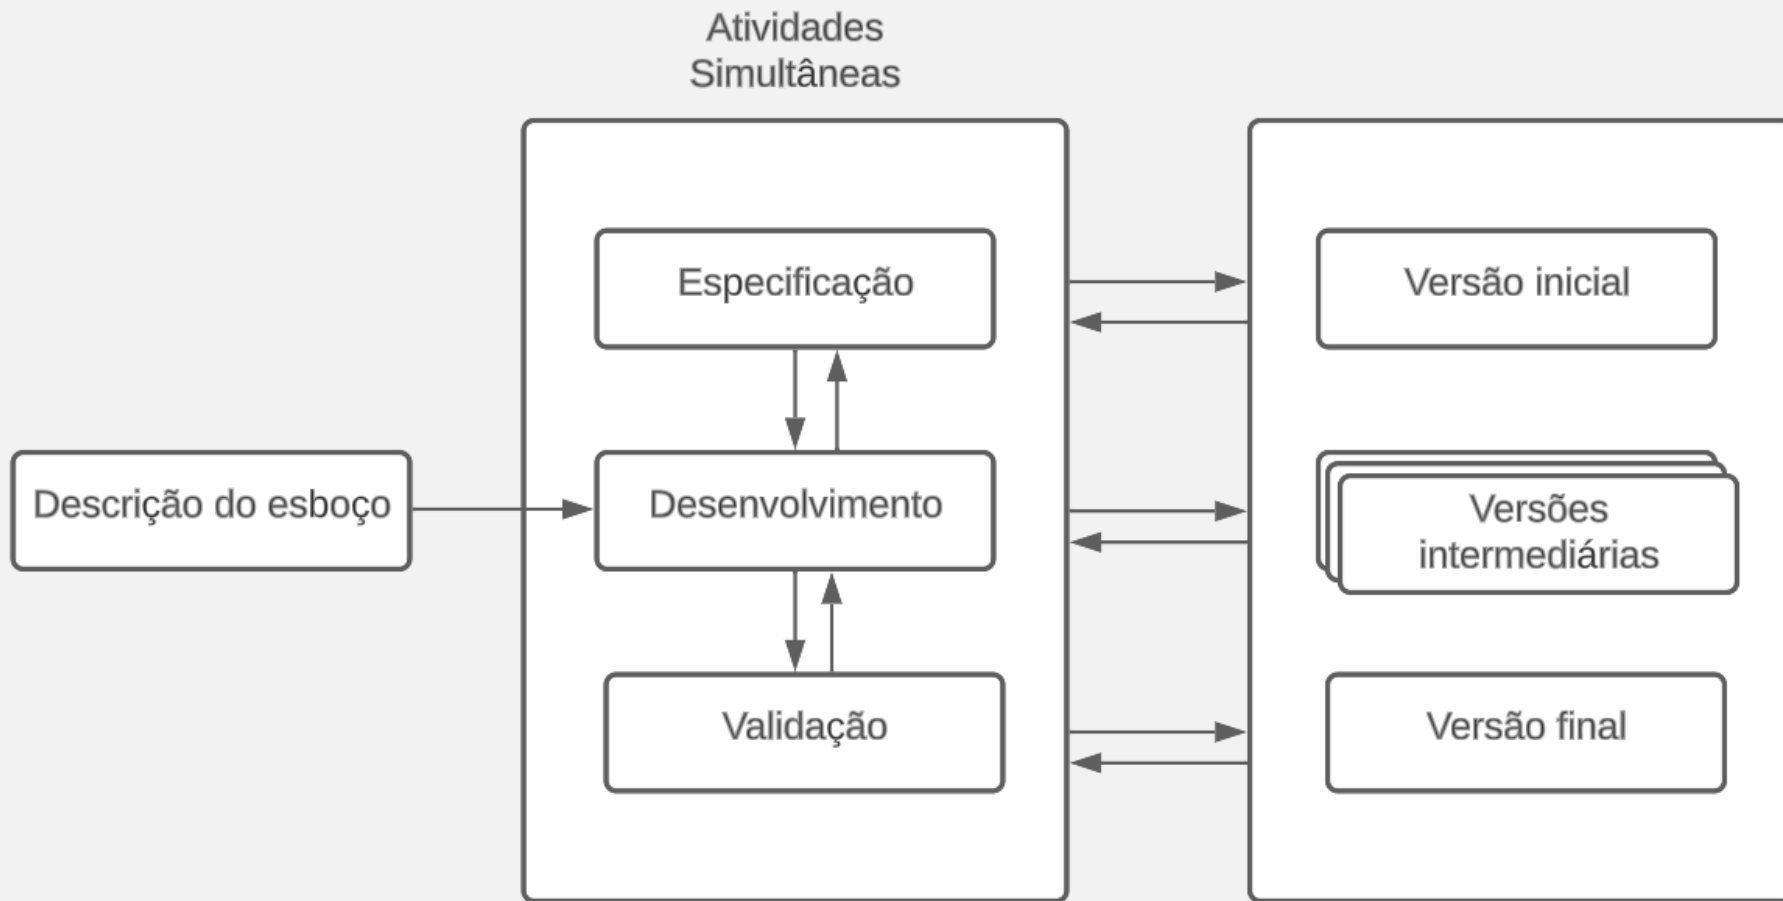 Atividades
Simultâneas
Especificação
Versão inicial
Descrição do esboço
Desenvolvimento
Versões
intermediárias
Validação
Versão final